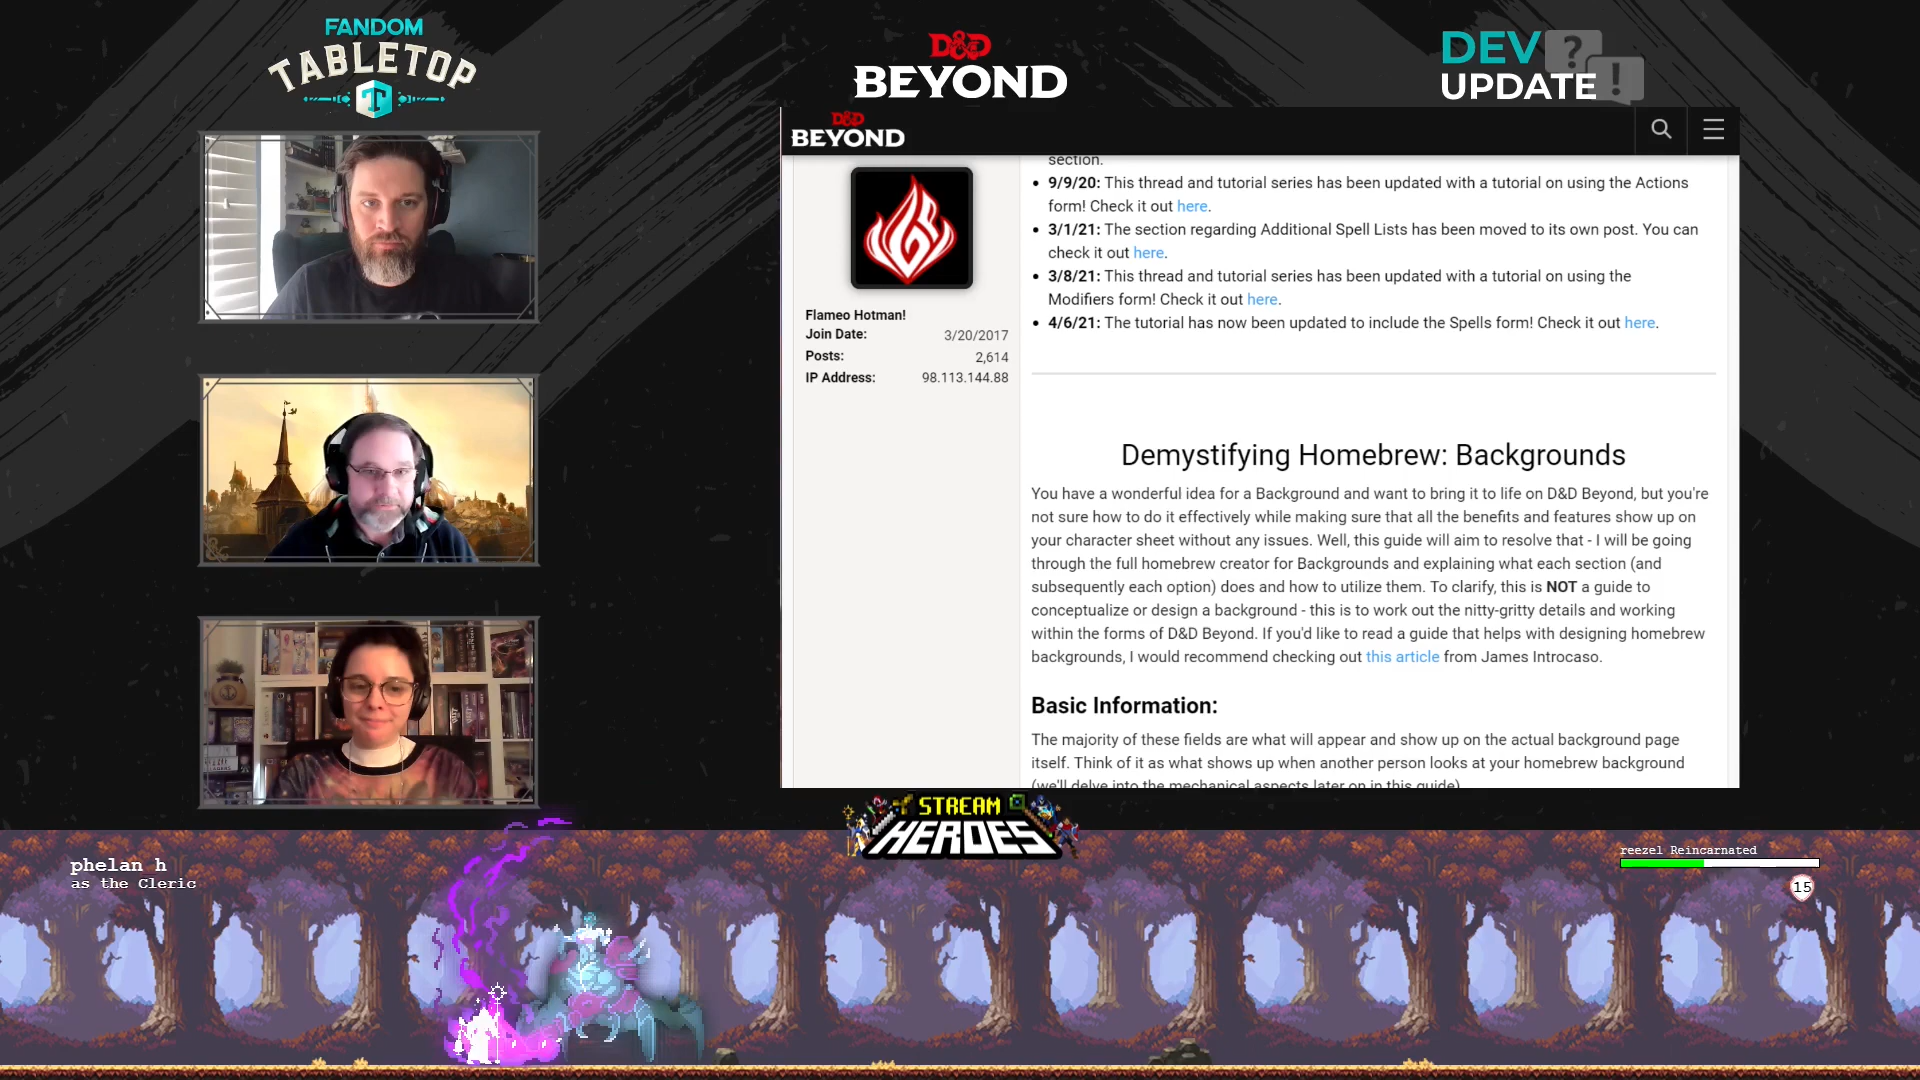 FANDOM
TABLETOP
T
D&D
BEYOND
DEV
UPDATE
?
!
D&D
BEYOND
section.
Flameo Hotman!
Join Date: 3/20/2017
Posts: 2,614
IP Address: 98.113.144.88
• 9/9/20: This thread and tutorial series has been updated with a tutorial on using the Actions
form! Check it out here.
• 3/1/21: The section regarding Additional Spell Lists has been moved to its own post. You can
check it out here.
• 3/8/21: This thread and tutorial series has been updated with a tutorial on using the
Modifiers form! Check it out here.
• 4/6/21: The tutorial has now been updated to include the Spells form! Check it out here.
Demystifying Homebrew: Backgrounds
You have a wonderful idea for a Background and want to bring it to life on D&D Beyond, but you're
not sure how to do it effectively while making sure that all the benefits and features show up on
your character sheet without any issues. Well, this guide will aim to resolve that - I will be going
through the full homebrew creator for Backgrounds and explaining what each section (and
subsequently each option) does and how to utilize them. To clarify, this is NOT a guide to
conceptualize or design a background - this is to work out the nitty-gritty details and working
within the forms of D&D Beyond. If you'd like to read a guide that helps with designing homebrew
backgrounds, I would recommend checking out this article from James Introcaso.
Basic Information:
The majority of these fields are what will appear and show up on the actual background page
itself. Think of it as what shows up when another person looks at your homebrew background
(we'll delve into the mechanical aspects later on in this guide)
STREAM
HEROES
phelan h
as the Cleric
reezel Reincarnated
15